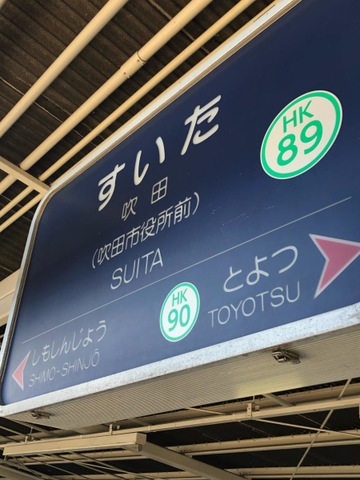 すいた
HK
89
吹田
(吹田市役所前)
SUITA
しもしんじょう
SHIMO-SHINJŌ
HK
90
とよつ
TOYOTSU